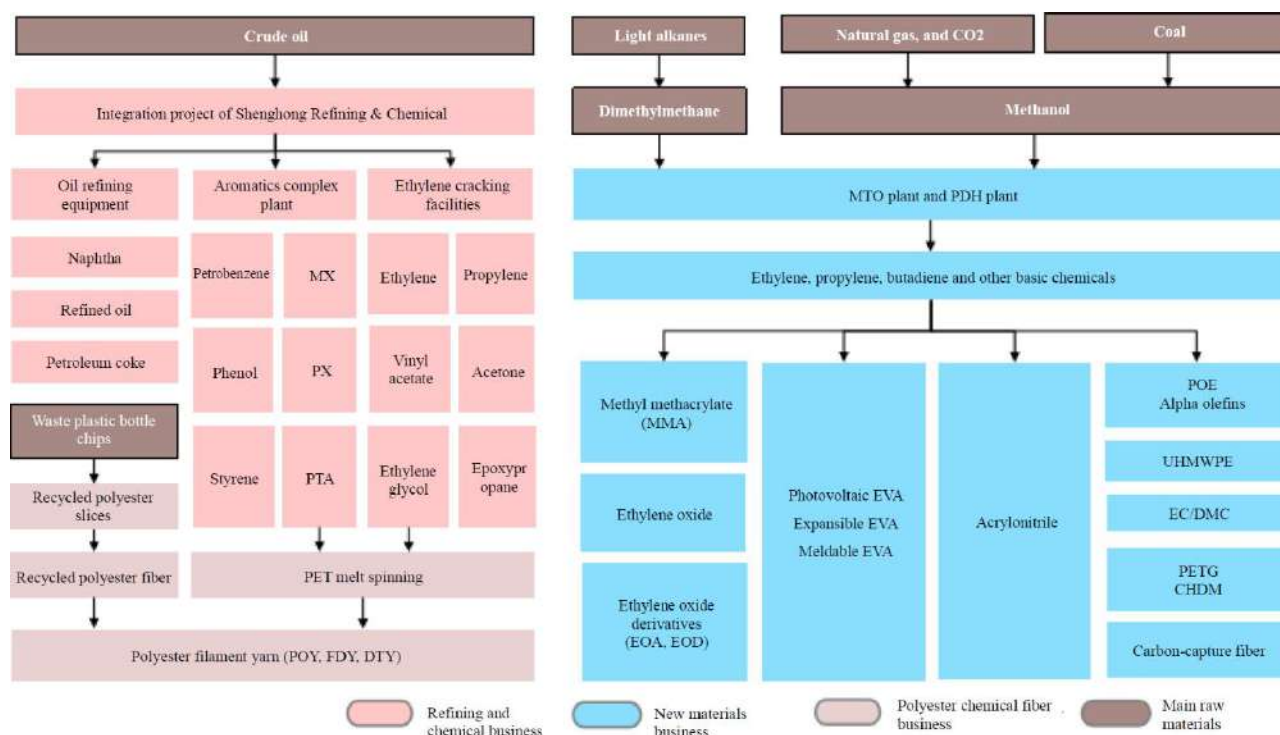 Crude oil
Light alkanes
Natural gas, and CO2
Coal
Integration project of Shenghong Refining & Chemical
Dimethylmethane
Methanol
Oil refining
equipment
Aromatics complex
plant
Ethylene cracking
facilities
MTO plant and PDH plant
Naphtha
Refined oil
Petroleum coke
Petrobenzene
MX
Ethylene
Propylene
Ethylene, propylene, butadiene and other basic chemicals
Phenol
PX
Vinyl
acetate
Acetone
Waste plastic bottle
chips
Styrene
PTA
Ethylene
glycol
Epoxypr
opane
Recycled polyester
slices
Recycled polyester fiber
PET melt spinning
Polyester filament yarn (POY, FDY, DTY)
Methyl methacrylate
(MMA)
Ethylene oxide
Ethylene oxide
derivatives
(EOA, EOD)
Photovoltaic EVA
Expansible EVA
Meldable EVA
Acrylonitrile
POE
Alpha olefins
UHMWPE
EC/DMC
PETG
CHDM
Carbon-capture fiber
Refining and
chemical business
New materials
business
Polyester chemical fiber
business
Main raw
materials